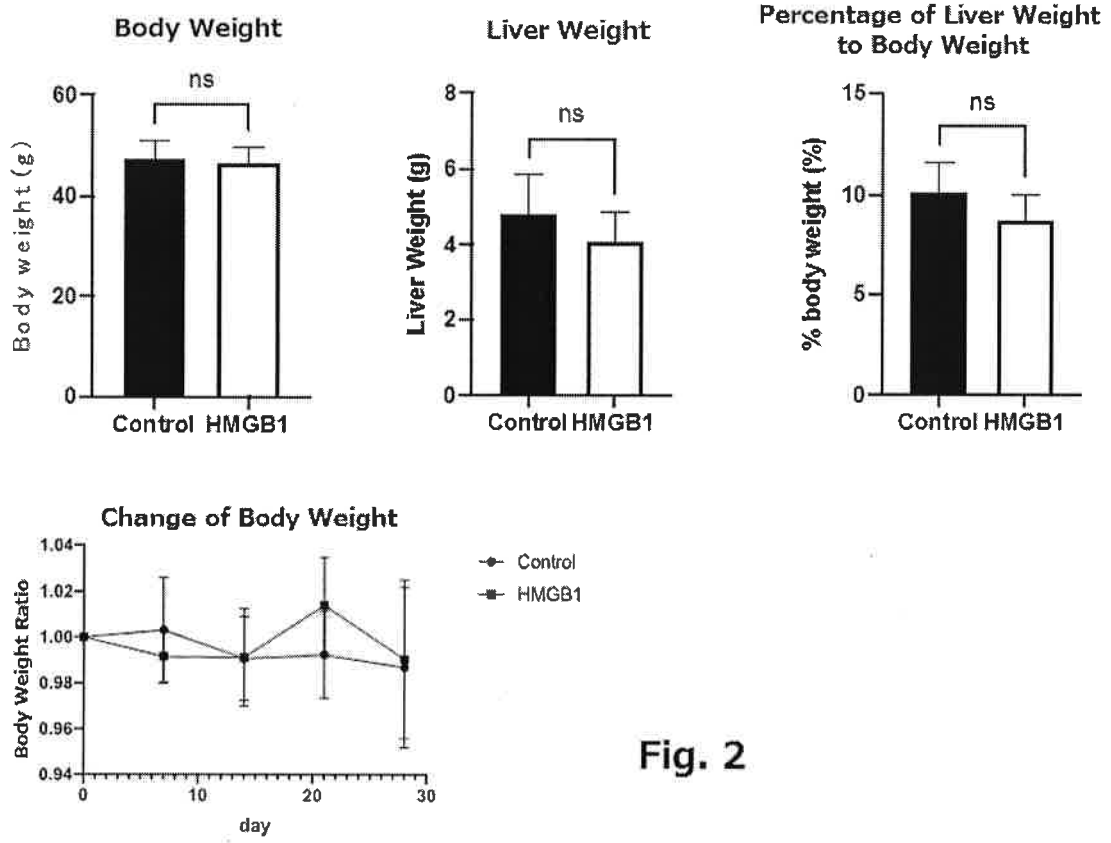 Body Weight
ns
Body weight(g)
60
40
20
0
Control HMGB1
Liver Weight
ns
Liver Weight (g)
8
6
4
2
0
Control HMGB1
Percentage of Liver Weight
to Body Weight
ns
% body weight (%)
15
10
5
0
Control HMGB1
Change of Body Weight
Body Weight Ratio
1.04
1.02
1.00
0.98
0.96
0.94
0
10
20
30
day
Control
HMGB1
Fig. 2